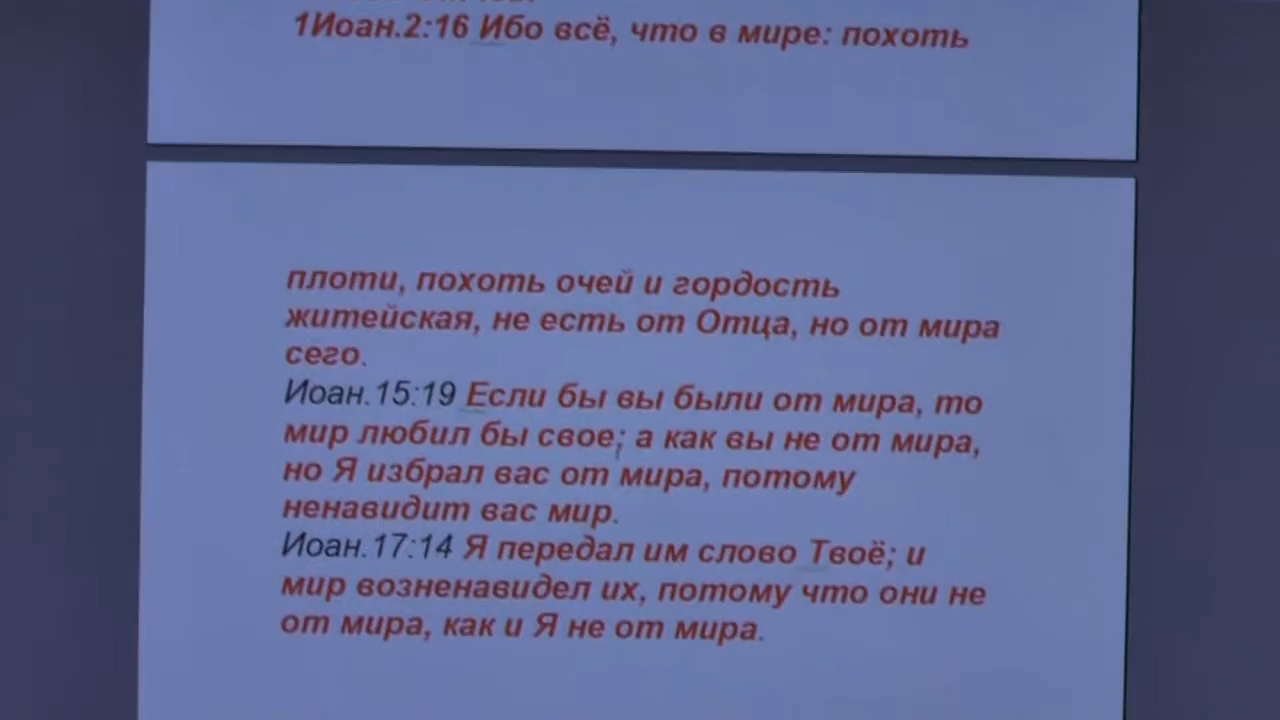 1Иоан.2:16 Ибо всё, что в мире: похоть
плоти, похоть очей и гордость
житейская, не есть от Отца, но от мира
сего.
Иоан.15:19 Если бы вы были от мира, то
мир любил бы свое; а как вы не от мира,
но Я избрал вас от мира, потому
ненавидит вас мир.
Иоан.17:14 Я передал им слово Твоё; и
мир возненавидел их, потому что они не
от мира, как и Я не от мира.